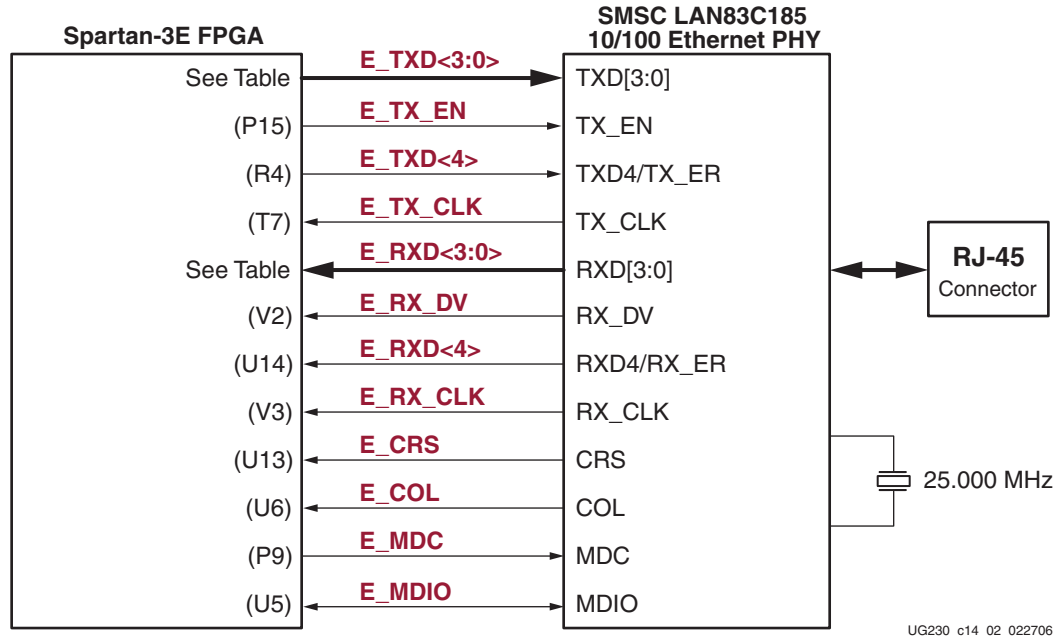 Spartan-3E FPGA
SMSC LAN83C185
10/100 Ethernet PHY
See Table
E_TXD<3:0>
TXD[3:0]
(P15)
E_TX_EN
TX_EN
(R4)
E_TXD<4>
TXD4/TX_ER
(T7)
E_TX_CLK
TX_CLK
See Table
E_RXD<3:0>
RXD[3:0]
(V2)
E_RX_DV
RX_DV
(U14)
E_RXD<4>
RXD4/RX_ER
(V3)
E_RX_CLK
RX_CLK
(U13)
E_CRS
CRS
(U6)
E_COL
COL
(P9)
E_MDC
MDC
(U5)
E_MDIO
MDIO
RJ-45
Connector
25.000 MHz
UG230_c14_02_022706